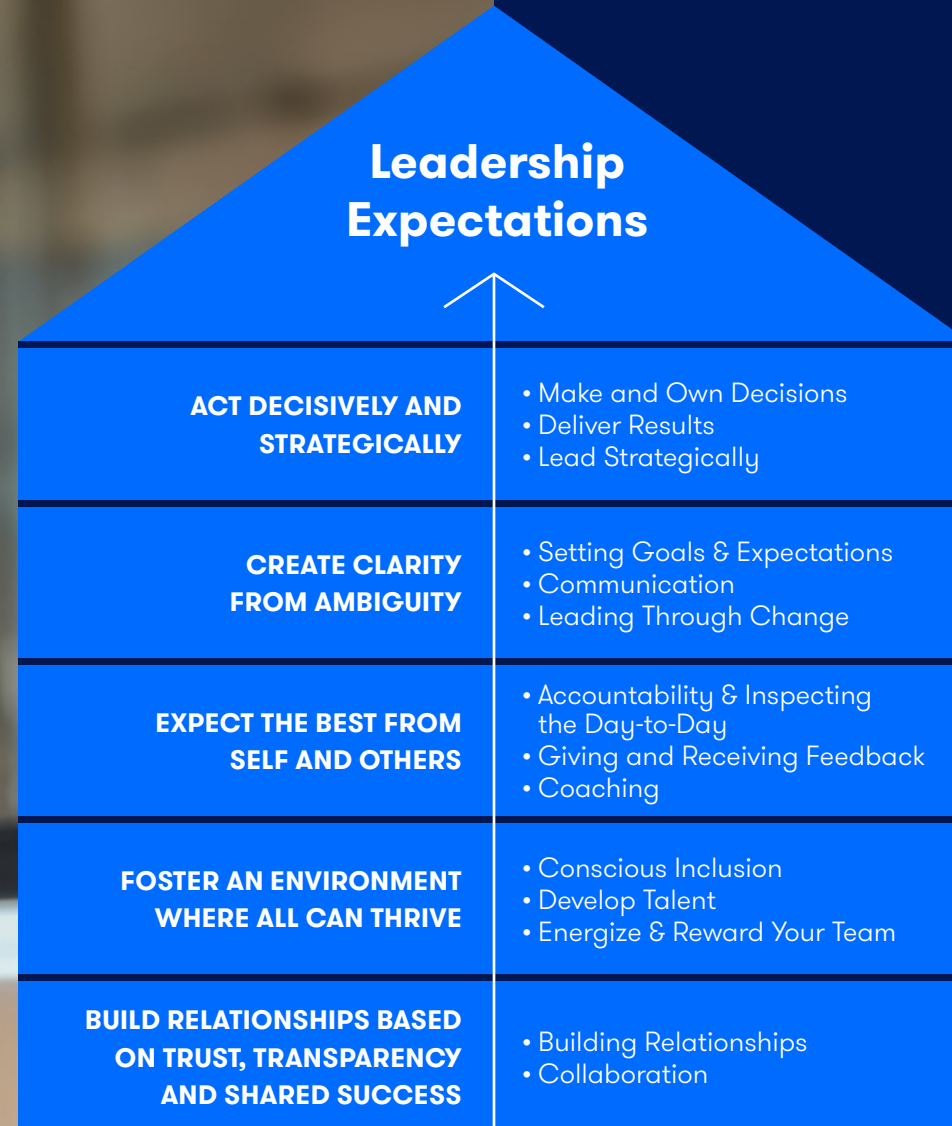 Leadership
Expectations
ACT DECISIVELY AND
STRATEGICALLY
• Make and Own Decisions
• Deliver Results
• Lead Strategically
CREATE CLARITY
FROM AMBIGUITY
• Setting Goals & Expectations
• Communication
• Leading Through Change
EXPECT THE BEST FROM
SELF AND OTHERS
• Accountability & Inspecting
the Day-to-Day
• Giving and Receiving Feedback
• Coaching
FOSTER AN ENVIRONMENT
WHERE ALL CAN THRIVE
• Conscious Inclusion
• Develop Talent
• Energize & Reward Your Team
BUILD RELATIONSHIPS BASED
ON TRUST, TRANSPARENCY
AND SHARED SUCCESS
• Building Relationships
• Collaboration